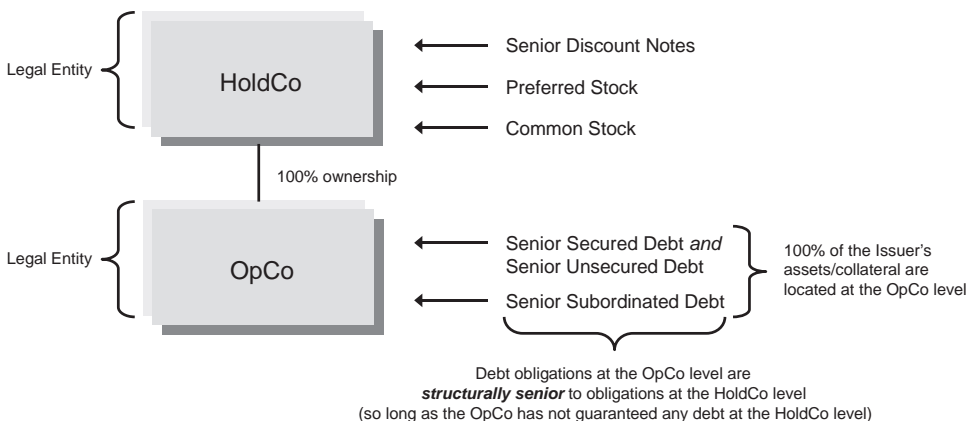 Legal Entity
HoldCo
Senior Discount Notes
Preferred Stock
Common Stock
100% ownership
Legal Entity
OpCo
Senior Secured Debt and
Senior Unsecured Debt
Senior Subordinated Debt
100% of the Issuer's
assets/collateral are
located at the OpCo level
Debt obligations at the OpCo level are
structurally senior to obligations at the HoldCo level
(so long as the OpCo has not guaranteed any debt at the HoldCo level)